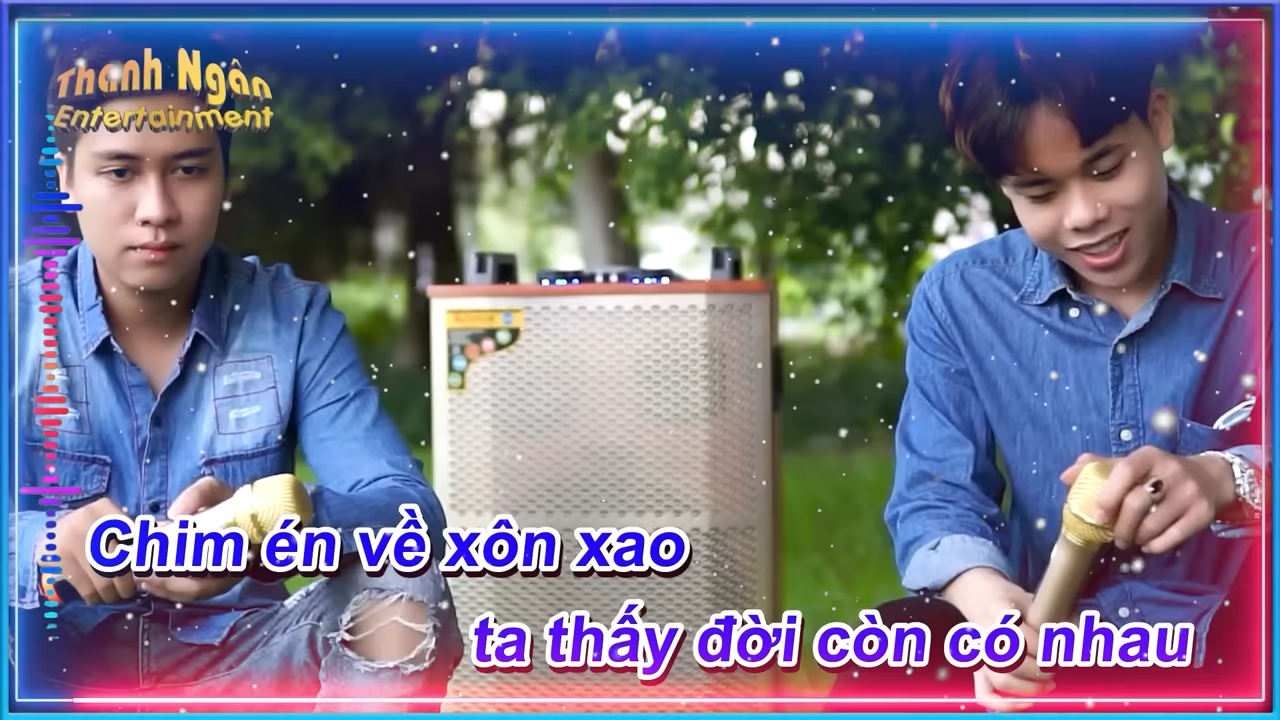 Thanh Ngân
Entertainment
Chim én về xôn xao
ta thấy đời còn có nhau